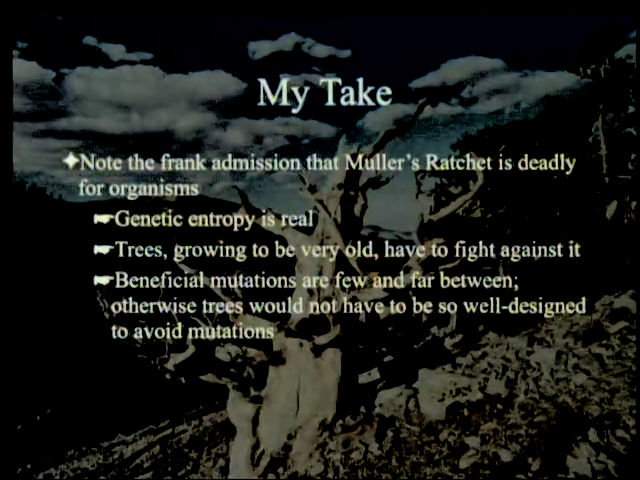 My Take
Note the frank admission that Muller's Ratchet is deadly
for organisms
Genetic entropy is real
Trees, growing to be very old, have to fight against it
Beneficial mutations are few and far between;
otherwise trees would not have to be so well-designed
to avoid mutations